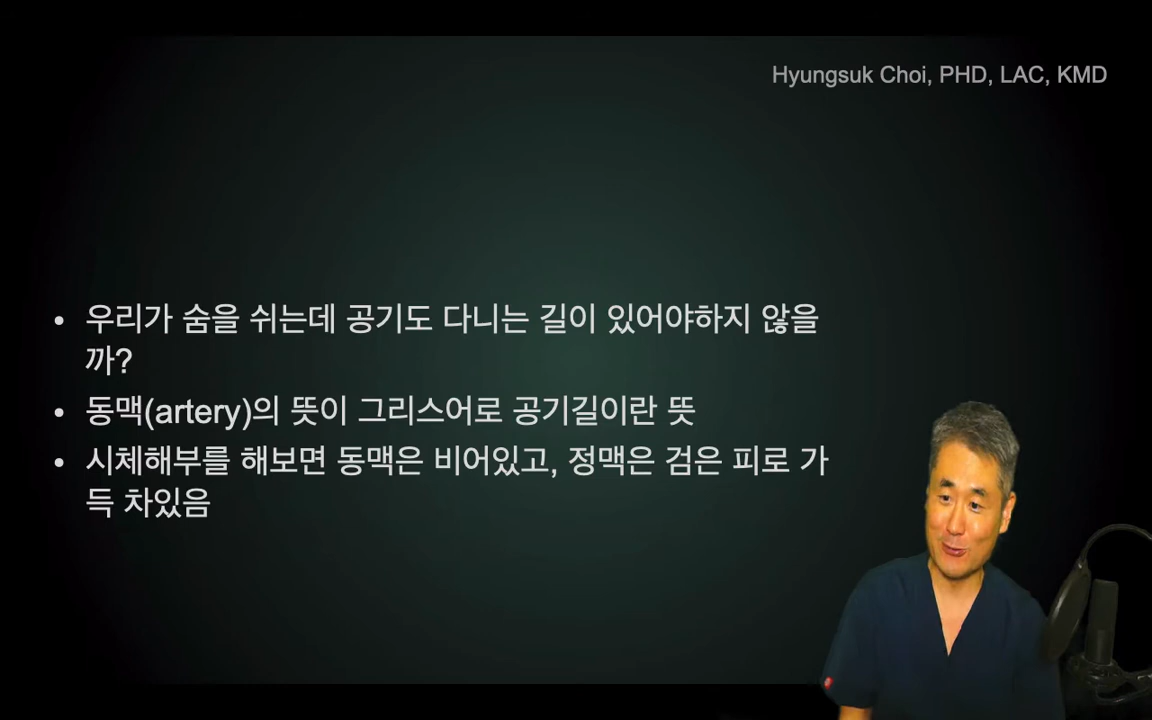 Hyungsuk Choi, PHD, LAC, KMD
• 우리가 숨을 쉬는데 공기도 다니는 길이 있어야하지 않을
까?
• 동맥(artery)의 뜻이 그리스어로 공기길이란 뜻
• 시체해부를 해보면 동맥은 비어있고, 정맥은 검은 피로 가
득 차있음